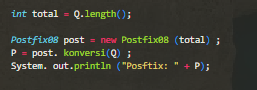 int total = Q.length();
Postfix08 post = new Postfix08 (total) ;
P = post. konversi(Q) ;
System. out.println ("Posftix: " + P);